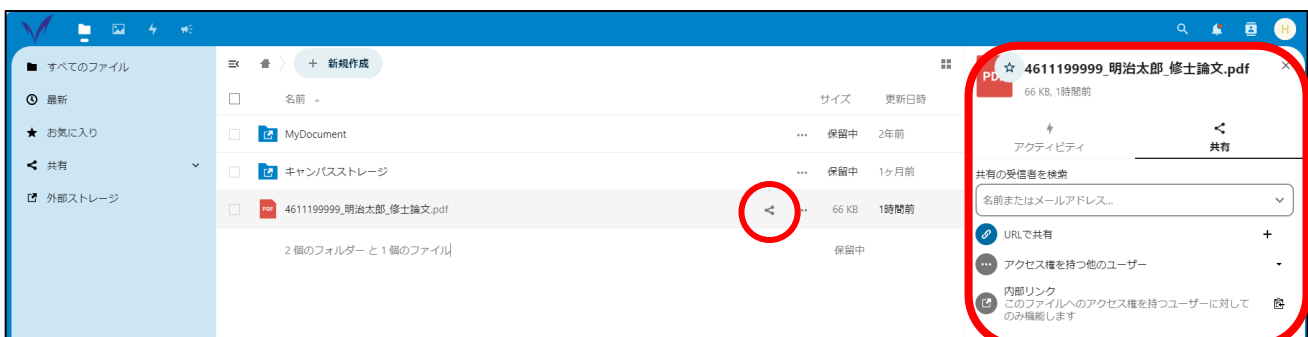 H
すべてのファイル
最新
お気に入り
共有
外部ストレージ
+ 新規作成
名前 サイズ 更新日時
MyDocument ... 保留中 2年前
キャンパスストレージ ... 保留中 1ヶ月前
PDF 4611199999_明治太郎_修士論文.pdf ... 66 KB 1時間前
2 個のフォルダー と 1 個のファイル 保留中
PDF 4611199999_明治太郎_修士論文.pdf ×
66 KB, 1時間前
アクティビティ 共有
共有の受信者を検索
名前またはメールアドレス...
URLで共有 +
アクセス権を持つ他のユーザー
内部リンク
このファイルへのアクセス権を持つユーザーに対して
のみ機能します